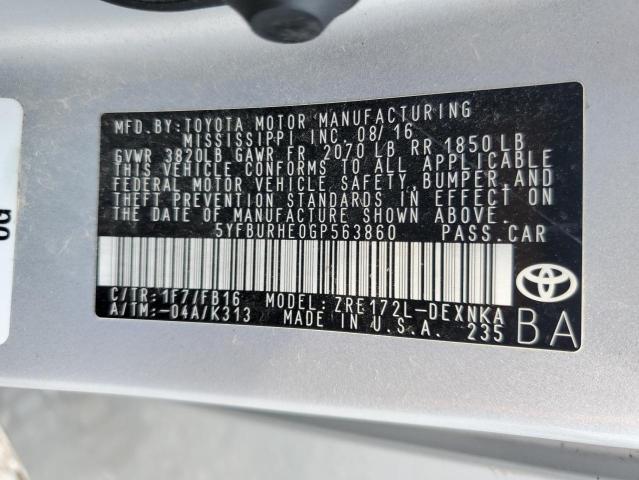 MFD. BY: TOYOTA MOTOR MANUFACTURING
MISSISSIPPI INC. 08/16
GVWR 3820LB GAWR FR 2070 LB RR 1850 LB
THIS VEHICLE CONFORMS TO ALL APPLICABLE
FEDERAL MOTOR VEHICLE SAFETY, BUMPER, AND
THEFT PREVENTION STANDARDS IN EFFECT ON
THE DATE OF MANUFACTURE SHOWN ABOVE.
5YFBURHE0GP563860 PASS.CAR
C/TR: 1F7/FB16 MODEL: ZRE172L-DEXNKA
A/TM: -04A/K313 MADE IN U.S.A. 235
BA